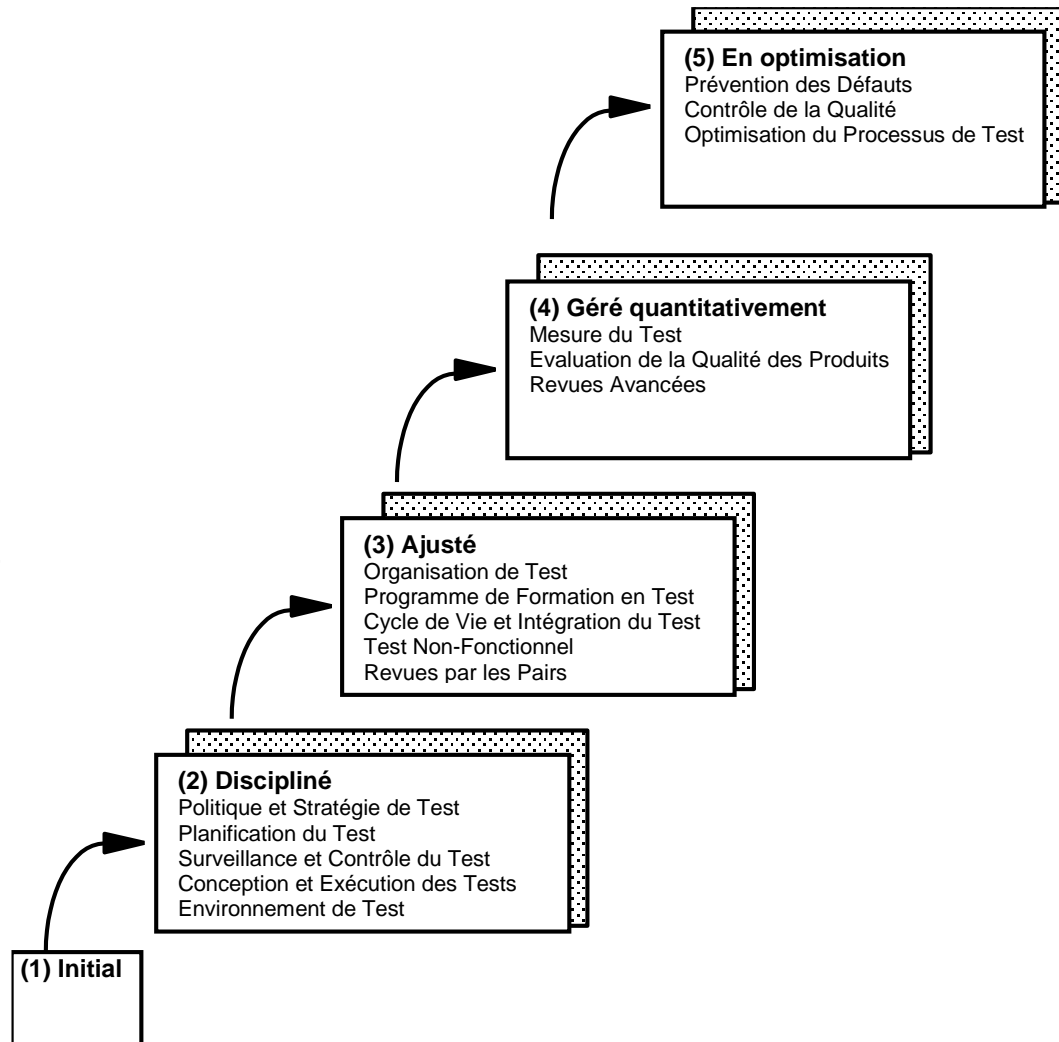 (5) En optimisation
Prévention des Défauts
Contrôle de la Qualité
Optimisation du Processus de Test
(4) Géré quantitativement
Mesure du Test
Evaluation de la Qualité des Produits
Revues Avancées
(3) Ajusté
Organisation de Test
Programme de Formation en Test
Cycle de Vie et Intégration du Test
Test Non-Fonctionnel
Revues par les Pairs
(2) Discipliné
Politique et Stratégie de Test
Planification du Test
Surveillance et Contrôle du Test
Conception et Exécution des Tests
Environnement de Test
(1) Initial